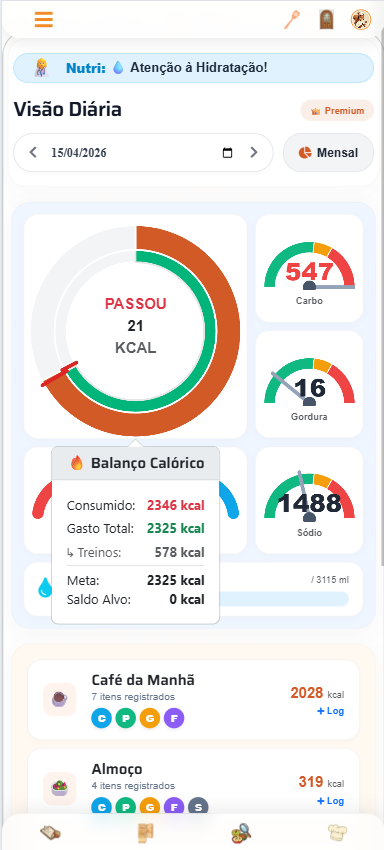 Nutri: 💧 Atenção à Hidratação!
Visão Diária
Premium
15/04/2026
Mensal
PASSOU
21
KCAL
547
Carbo
16
Gordura
Balanço Calórico
Consumido: 2346 kcal
Gasto Total: 2325 kcal
↳ Treinos: 578 kcal
Meta: 2325 kcal
Saldo Alvo: 0 kcal
1488
Sódio
/ 3115 ml
Café da Manhã
7 itens registrados
2028 kcal
+ Log
C P G F
Almoço
4 itens registrados
319 kcal
+ Log
C P G F S